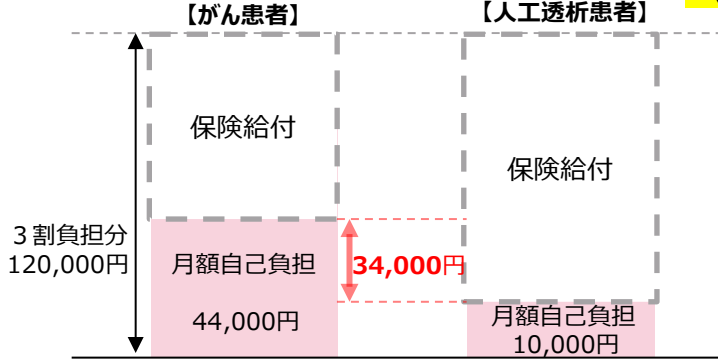 【がん患者】
【人工透析患者】
保険給付
保険給付
３割負担分
120,000円
月額自己負担
44,000円
34,000円
月額自己負担
10,000円